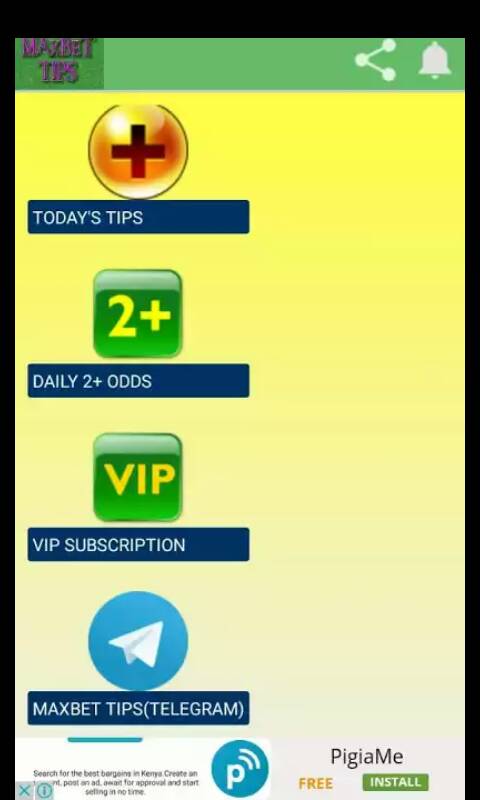 MAXBET
TIPS
TODAY'S TIPS
2+
DAILY 2+ ODDS
VIP
VIP SUBSCRIPTION
MAXBET TIPS(TELEGRAM)
Search for the best bargains in Kenya.Create an
nt, post an ad, await for approval and start
selling in no time.
p
PigiaMe
FREE
INSTALL